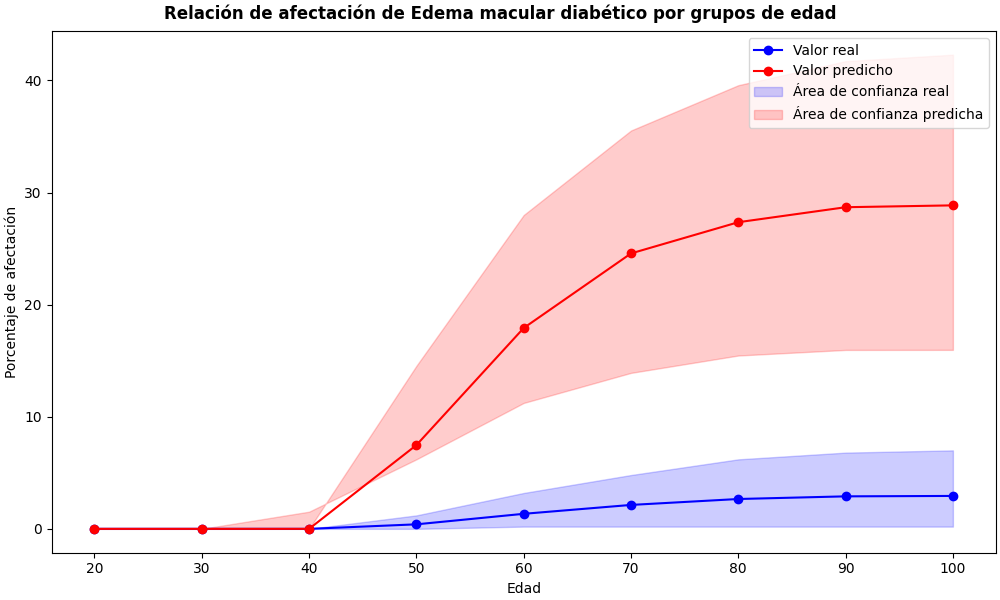 Relación de afectación de Edema macular diabético por grupos de edad
Valor real
Valor predicho
Área de confianza real
Área de confianza predicha
Porcentaje de afectación
40
30
20
10
0
20 30 40 50 60 70 80 90 100
Edad